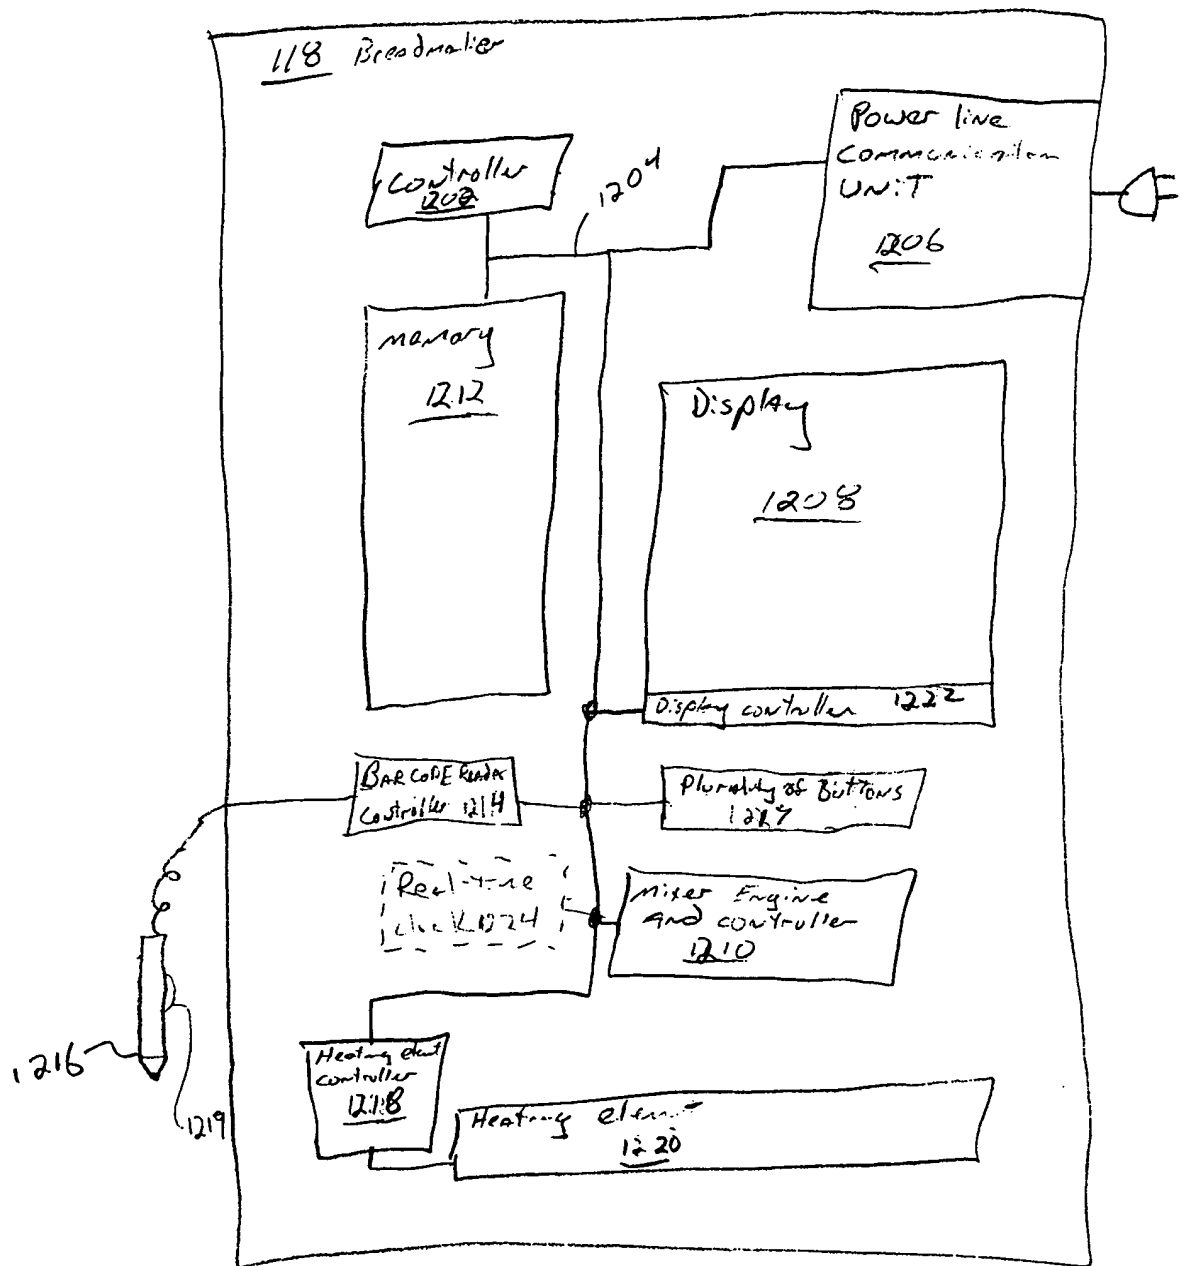 118 Breadmaker
Power line
Communication
UNIT
1206
Controller
1202
1204
memory
1212
Display
1208
Display controller 1222
BAR CODE Reader
Controller 1214
Plurality of Buttons
1217
Real-time
clock 1224
Mixer Engine
And controller
1210
Heating elent
controller
1218
Heating element
1220
1216
1219